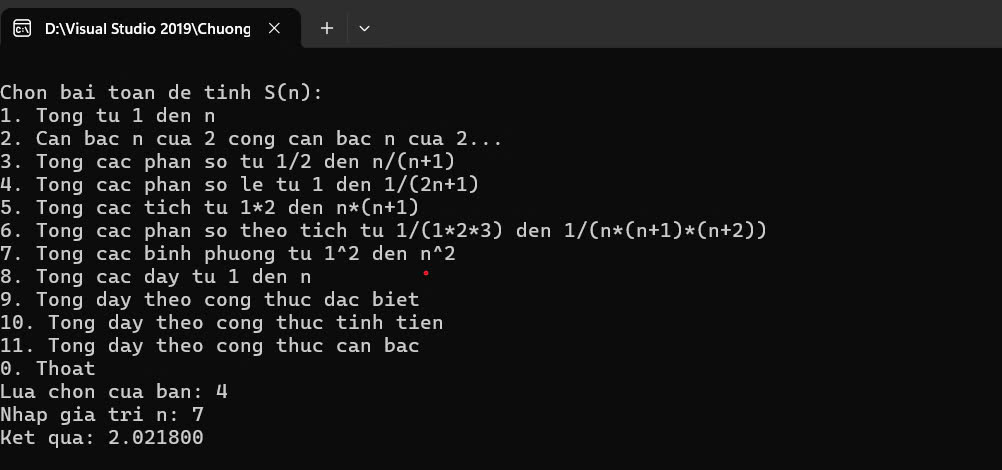 D:\Visual Studio 2019\Chuong
Chon bai toan de tinh S(n):
1. Tong tu 1 den n
2. Can bac n cua 2 cong can bac n cua 2...
3. Tong cac phan so tu 1/2 den n/(n+1)
4. Tong cac phan so le tu 1 den 1/(2n+1)
5. Tong cac tich tu 1*2 den n*(n+1)
6. Tong cac phan so theo tich tu 1/(1*2*3) den 1/(n*(n+1)*(n+2))
7. Tong cac binh phuong tu 1^2 den n^2
8. Tong cac day tu 1 den n
9. Tong day theo cong thuc dac biet
10. Tong day theo cong thuc tinh tien
11. Tong day theo cong thuc can bac
0. Thoat
Lua chon cua ban: 4
Nhap gia tri n: 7
Ket qua: 2.021800